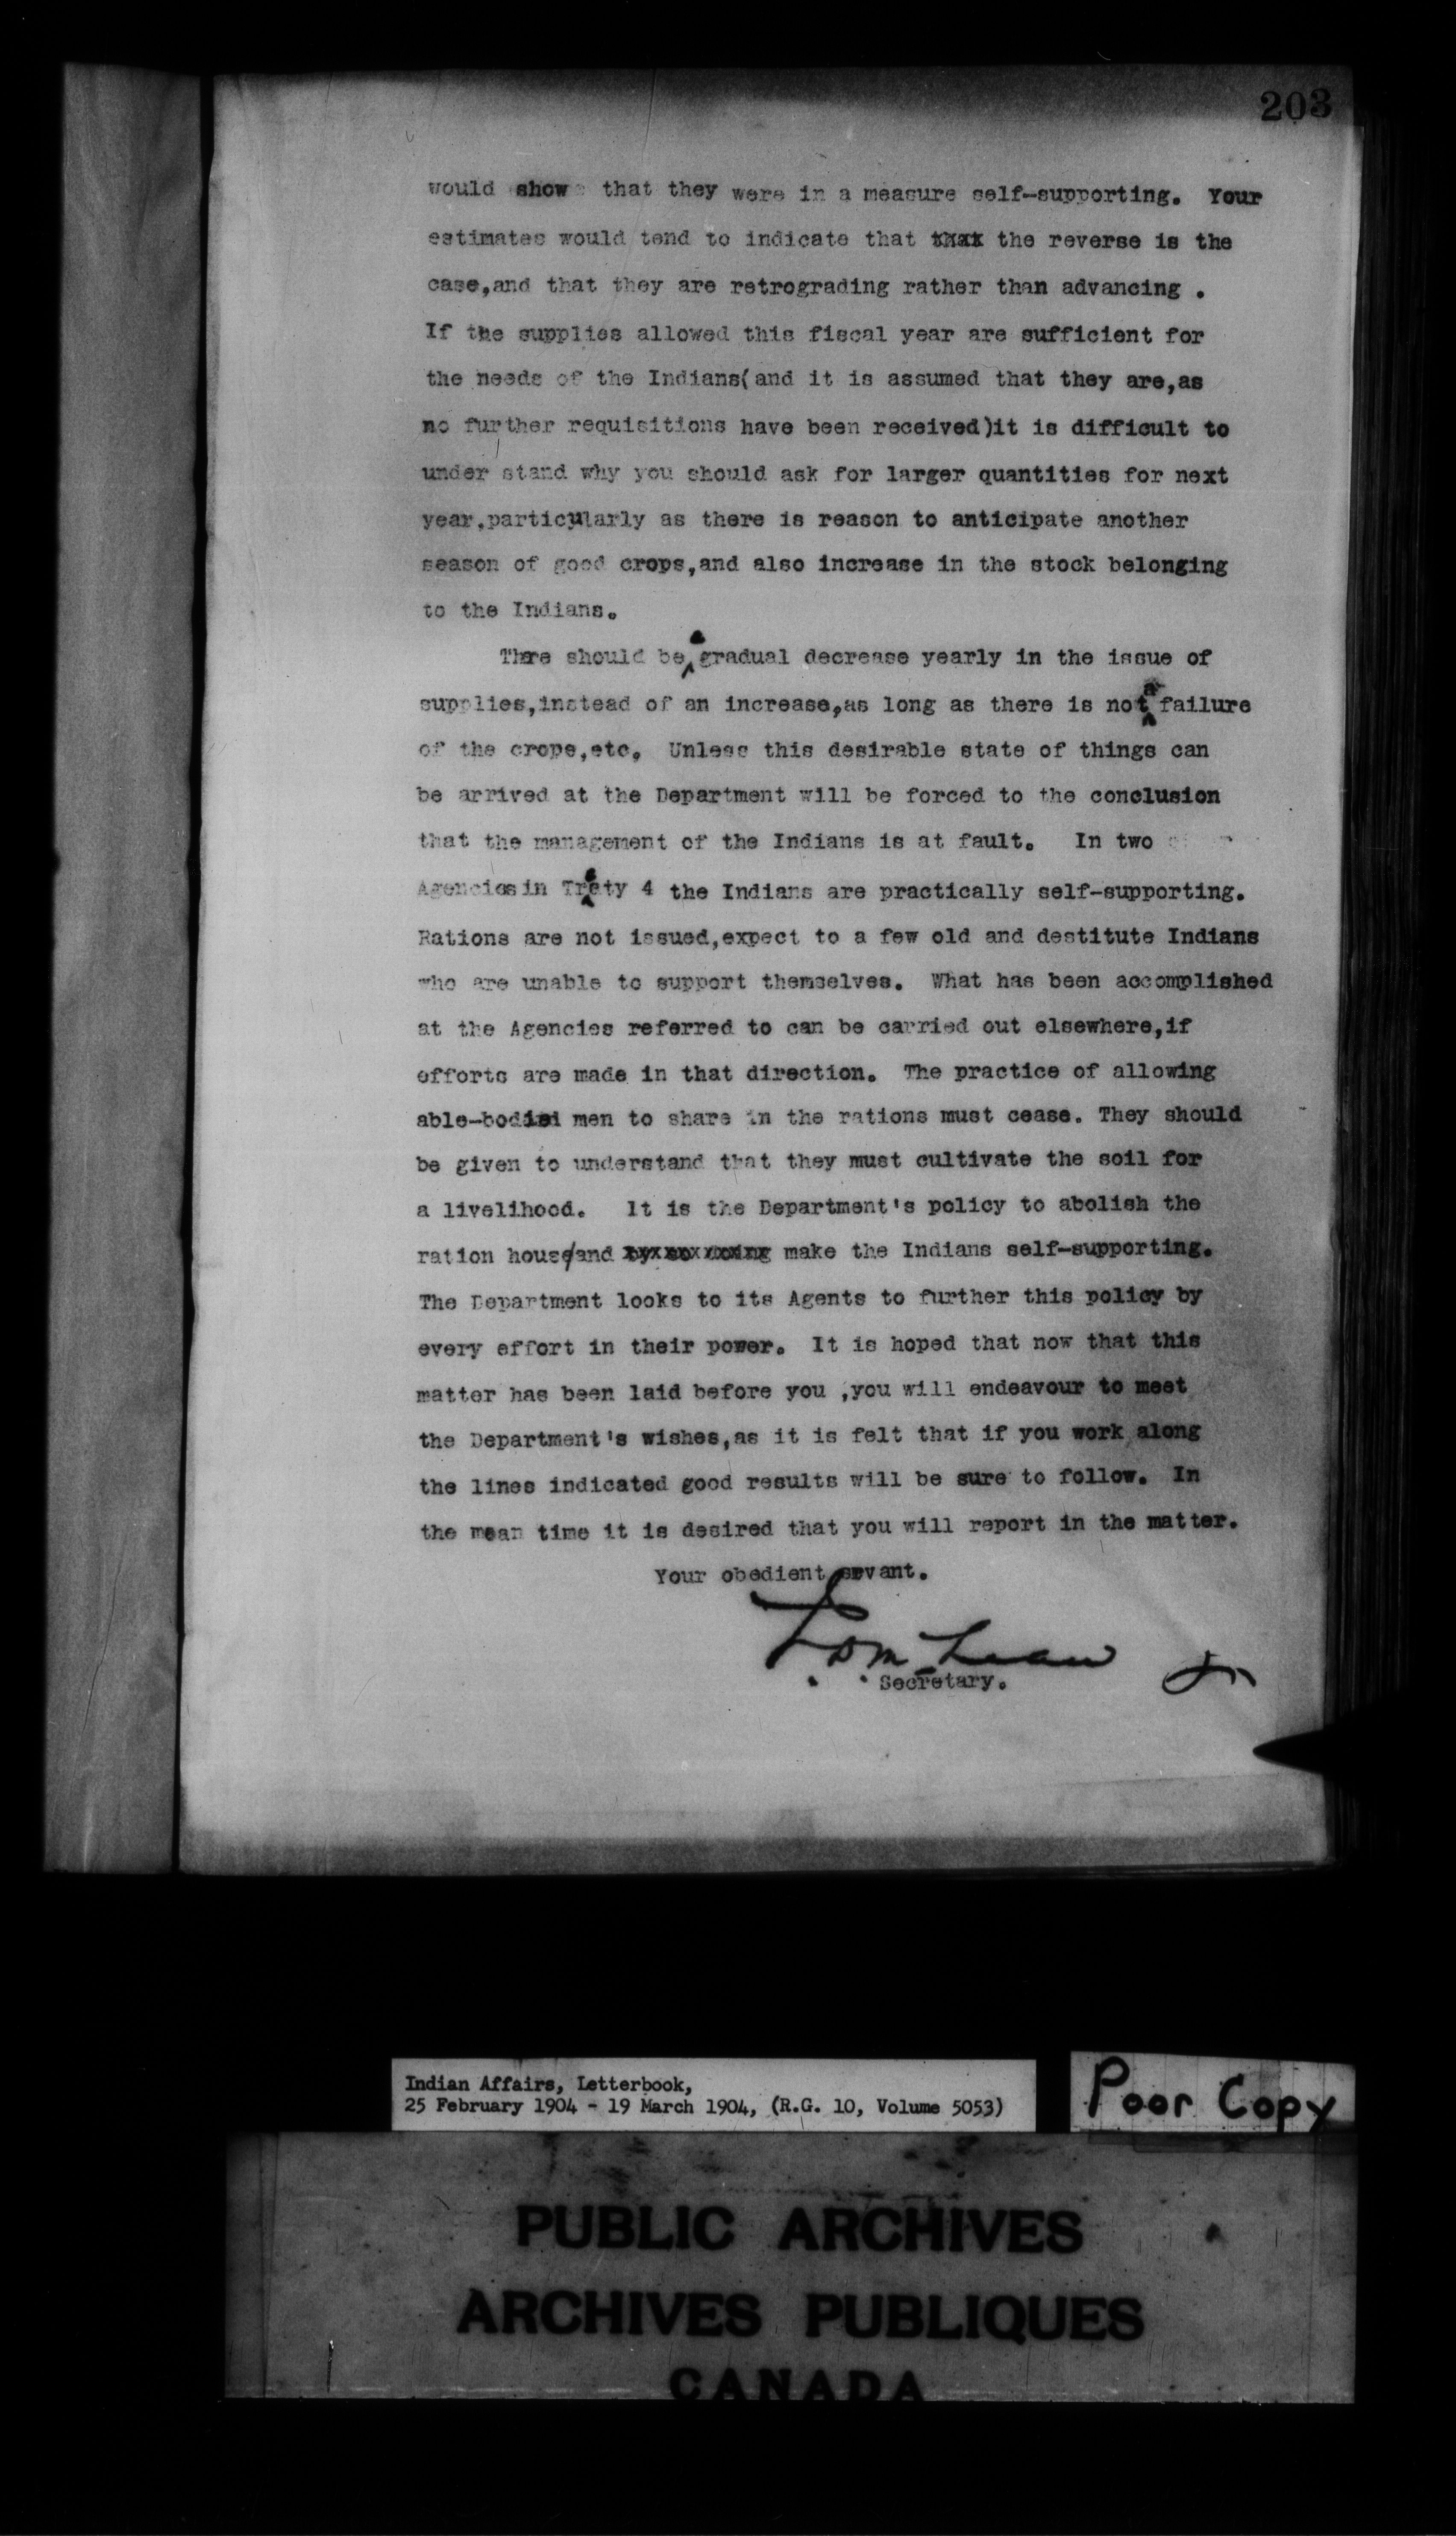 203
would show that they were in a measure self-supporting. Your
estimates would tend to indicate that that the reverse is the
case,and that they are retrograding rather than advancing .
If the supplies allowed this fiscal year are sufficient for
the needs of the Indians(and it is assumed that they are,as
no further requisitions have been received)it is difficult to
under stand why you should ask for larger quantities for next
year,particularly as there is reason to anticipate another
season of good crops,and also increase in the stock belonging
to the Indians.
Thre should be a gradual decrease yearly in the issue of
supplies,instead of an increase,as long as there is not a failure
of the crops,etc. Unless this desirable state of things can
be arrived at the Department will be forced to the conclusion
that the management of the Indians is at fault. In two
Agencies in Treaty 4 the Indians are practically self-supporting.
Rations are not issued,expect to a few old and destitute Indians
who are unable to support themselves. What has been accomplished
at the Agencies referred to can be carried out elsewhere,if
efforts are made in that direction. The practice of allowing
able-bodied men to share in the rations must cease. They should
be given to understand that they must cultivate the soil for
a livelihood. It is the Department's policy to abolish the
ration house/and by so doing make the Indians self-supporting.
The Department looks to its Agents to further this policy by
every effort in their power. It is hoped that now that this
matter has been laid before you ,you will endeavour to meet
the Department's wishes,as it is felt that if you work along
the lines indicated good results will be sure to follow. In
the mean time it is desired that you will report in the matter.
Your obedient servant.
Secretary.
Indian Affairs, Letterbook,
25 February 1904 - 19 March 1904, (R.G. 10, Volume 5053)
Poor Copy
PUBLIC ARCHIVES
ARCHIVES PUBLIQUES
CANADA